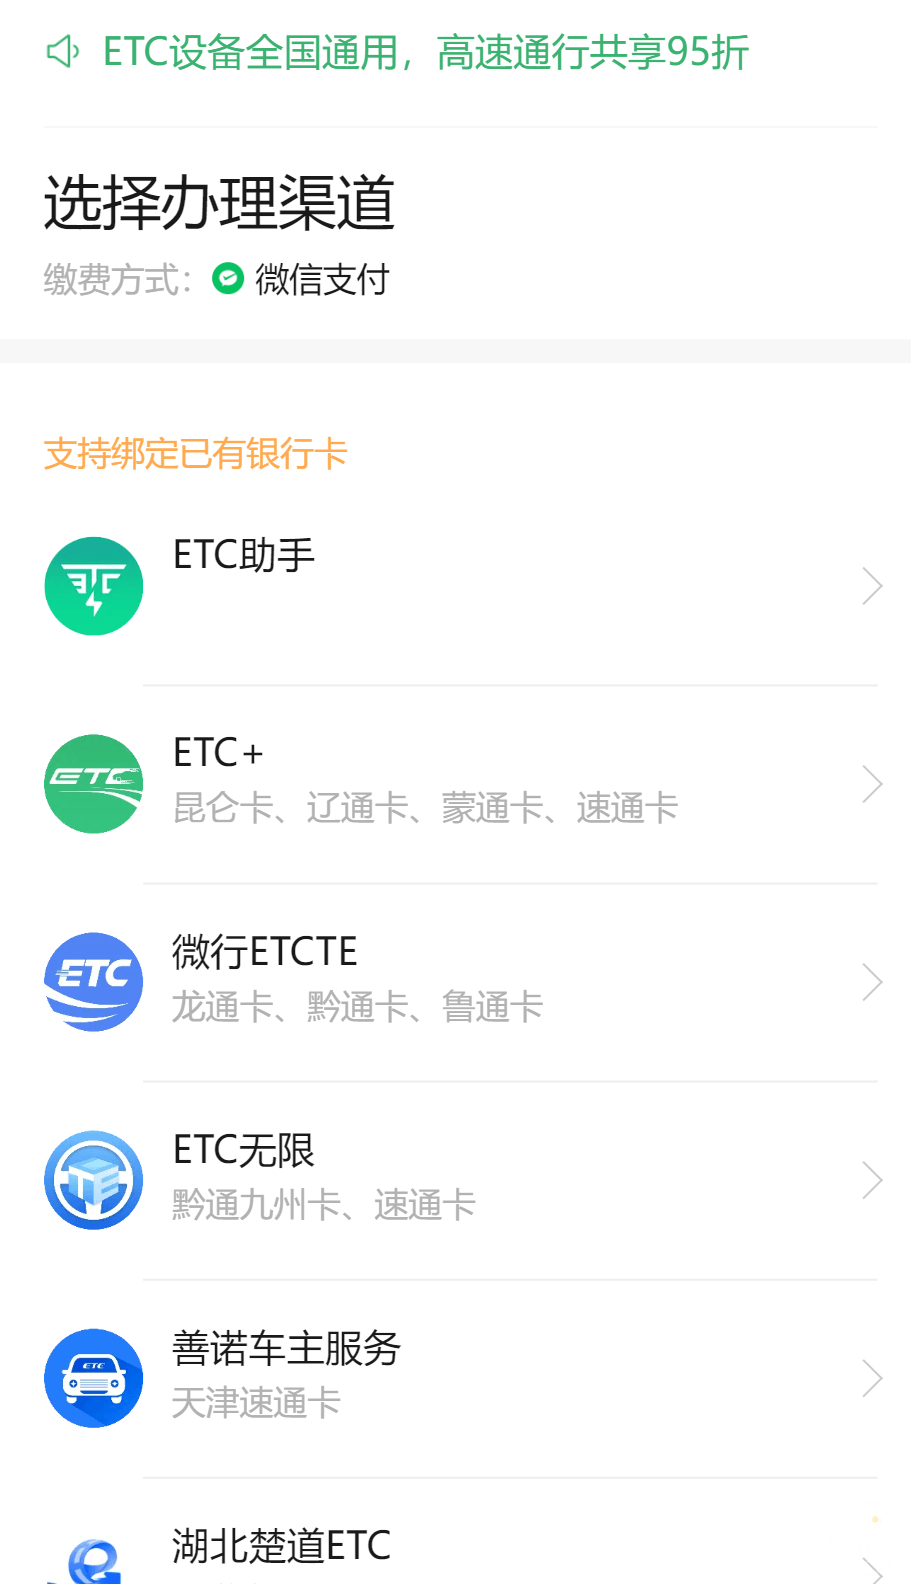 ETC设备全国通用，高速通行共享95折
选择办理渠道
缴费方式：微信支付
支持绑定已有银行卡
ETC助手
ETC+
昆仑卡、辽通卡、蒙通卡、速通卡
ETC
微行ETCTE
龙通卡、黔通卡、鲁通卡
ETC
ETC无限
黔通九州卡、速通卡
TE
善诺车主服务
天津速通卡
ETC
湖北楚道ETC